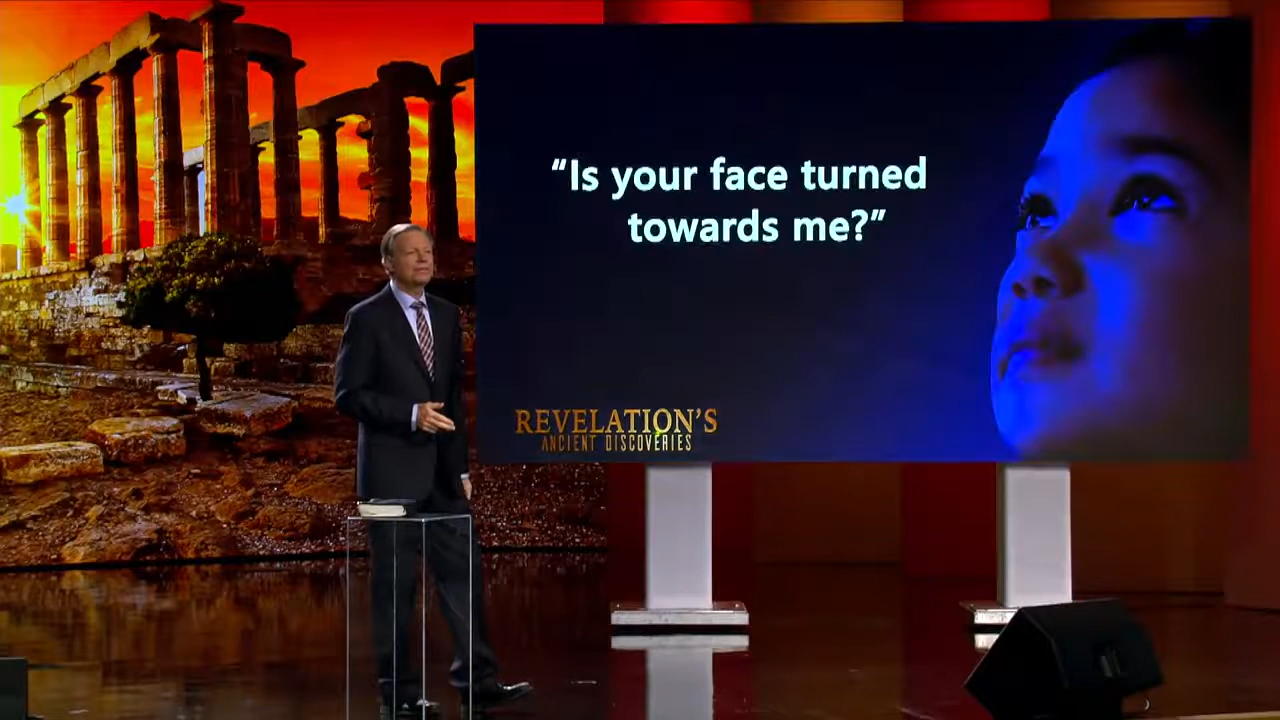 “Is your face turned
towards me?”
REVELATION’S
ANCIENT DISCOVERIES